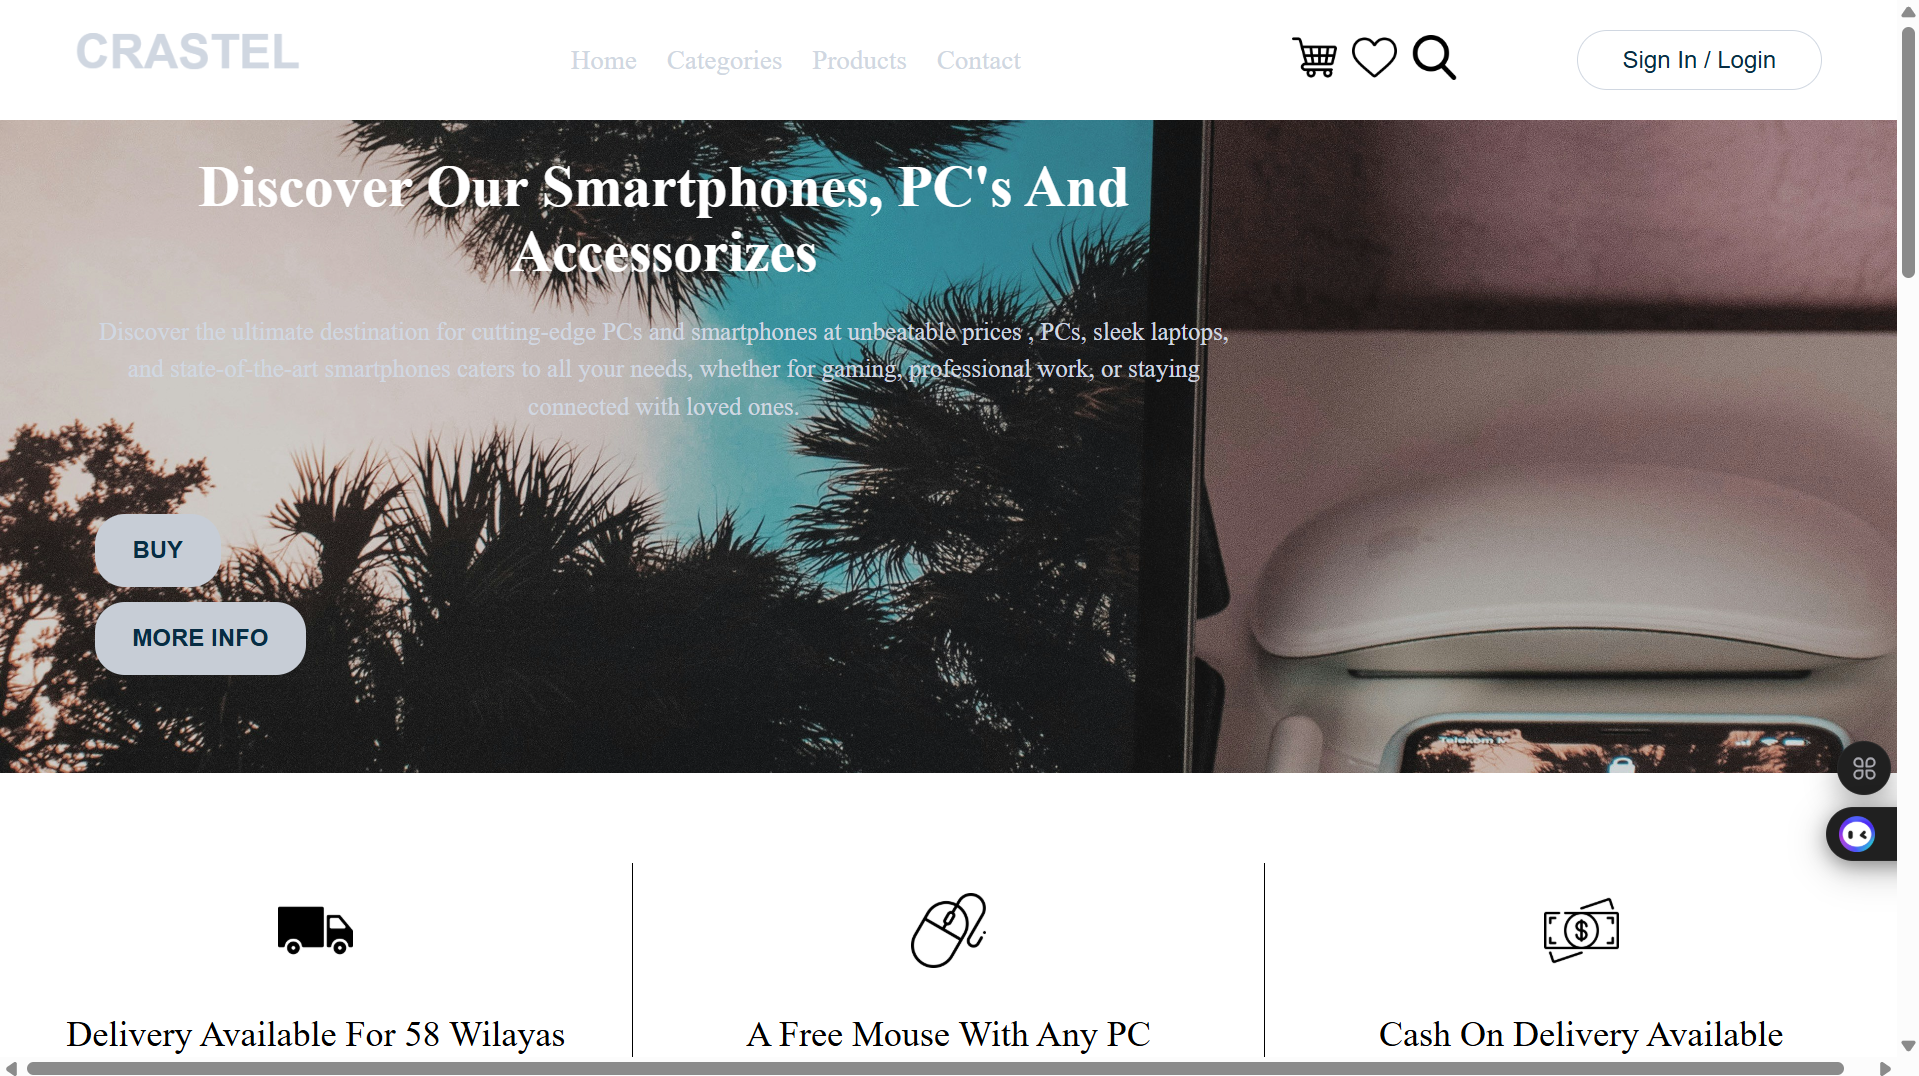 CRASTEL
Home Categories Products Contact
Sign In / Login
Discover Our Smartphones, PC's And
Accessorizes
Discover the ultimate destination for cutting-edge PCs and smartphones at unbeatable prices , PCs, sleek laptops,
and state-of-the-art smartphones caters to all your needs, whether for gaming, professional work, or staying
connected with loved ones.
BUY
MORE INFO
Telekom
Delivery Available For 58 Wilayas
A Free Mouse With Any PC
Cash On Delivery Available